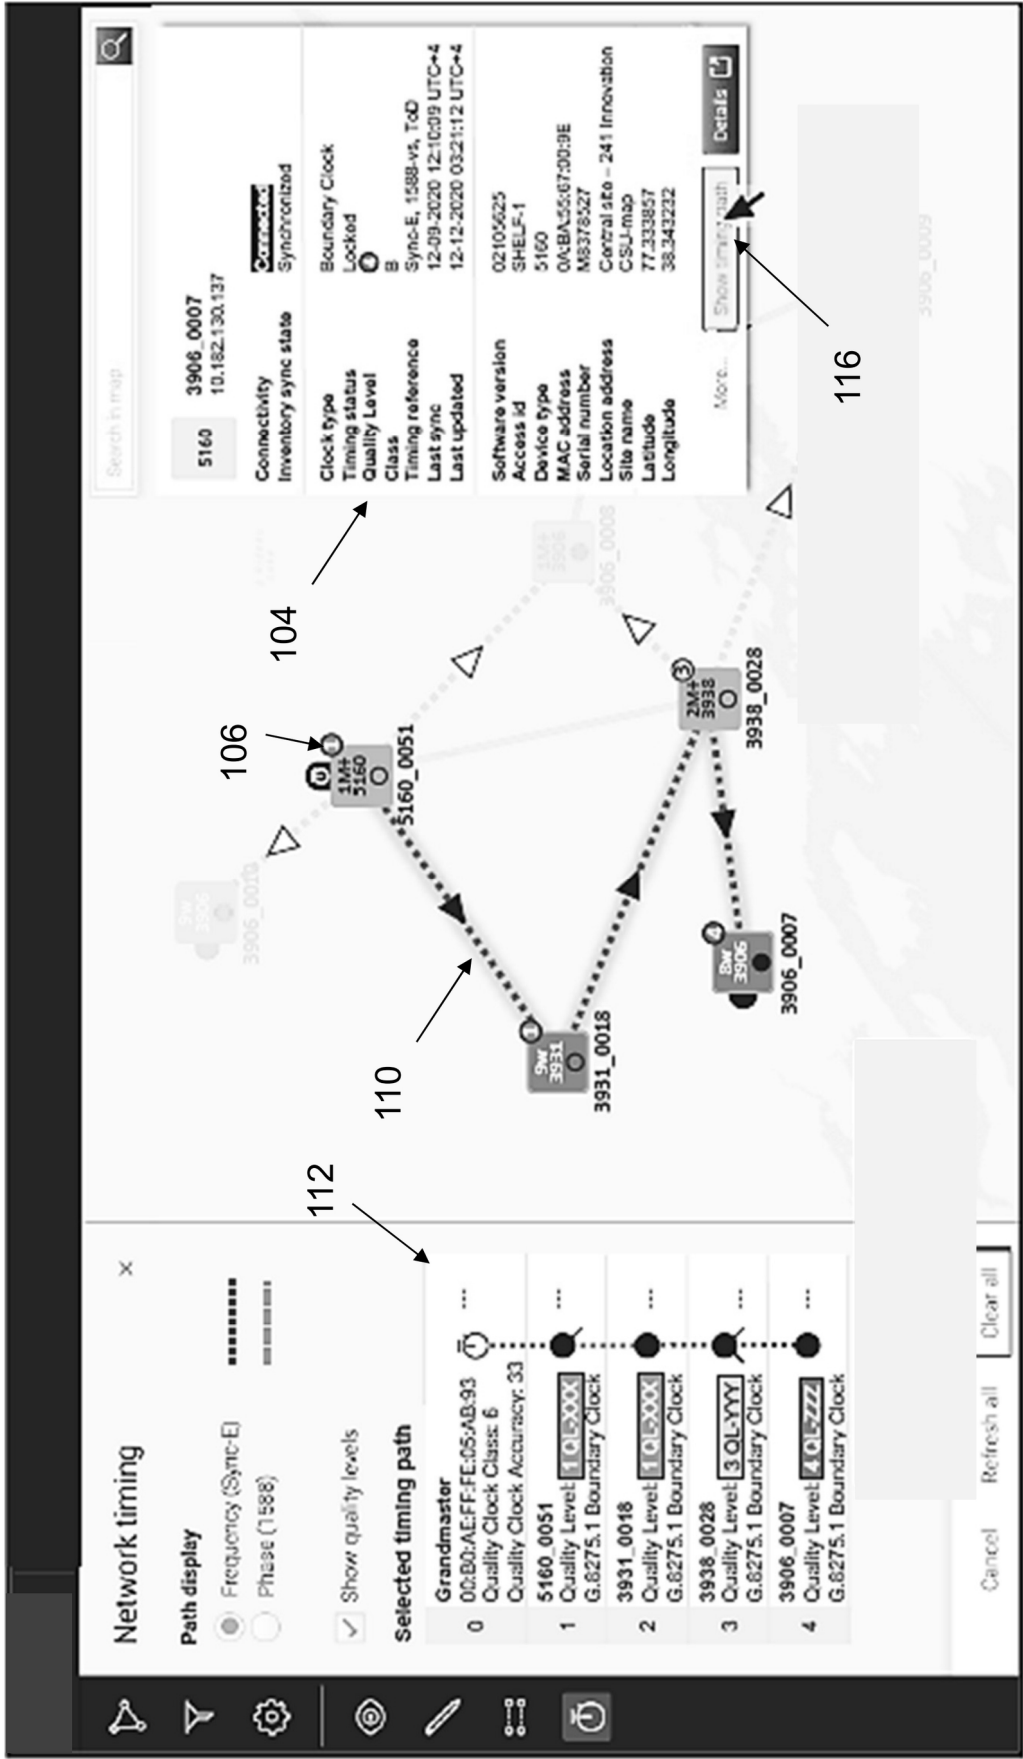 Network timing
×
Path display
Frequency (Sync-E)
Phase (1588)
Show quality levels
Selected timing path
0
Grandmaster
00:B0:AE:FF:FE:05:AB:93
Quality Clock Class: 6
Quality Clock Accuracy: 33
---
1
5160_0051
Quality Level: 1 QL-XXX
G.8275.1 Boundary Clock
---
2
3931_0018
Quality Level: 1 QL-XXX
G.8275.1 Boundary Clock
---
3
3938_0028
Quality Level: 3 QL-YYY
G.8275.1 Boundary Clock
---
4
3906_0007
Quality Level: 4 QL-ZZZ
G.8275.1 Boundary Clock
---
Cancel
Refresh all
Clear all
112
110
106
104
116
3906
3906_0010
1M+
5160
5160_0051
3931
3931_0018
3
2M+
3938
3938_0028
4
3906
3906_0007
1M+
3906
3906_0008
3906_0009
Search in map
5160
3906_0007
10.182.130.137
Connectivity Connected
Inventory sync state Synchronized
Clock type Boundary Clock
Timing status Locked
Quality Level 4
Class B
Timing reference Sync-E, 1588-vs, ToD
Last sync 12-09-2020 12:10:09 UTC+4
Last updated 12-12-2020 03:21:12 UTC+4
Software version 02105625
Access id SHELF-1
Device type 5160
MAC address 0A:BA:55:67:00:9E
Serial number M8378527
Location address Central site – 241 Innovation
Site name CSU-map
Latitude 77.333857
Longitude 38.343232
More...
Show timing path
Details